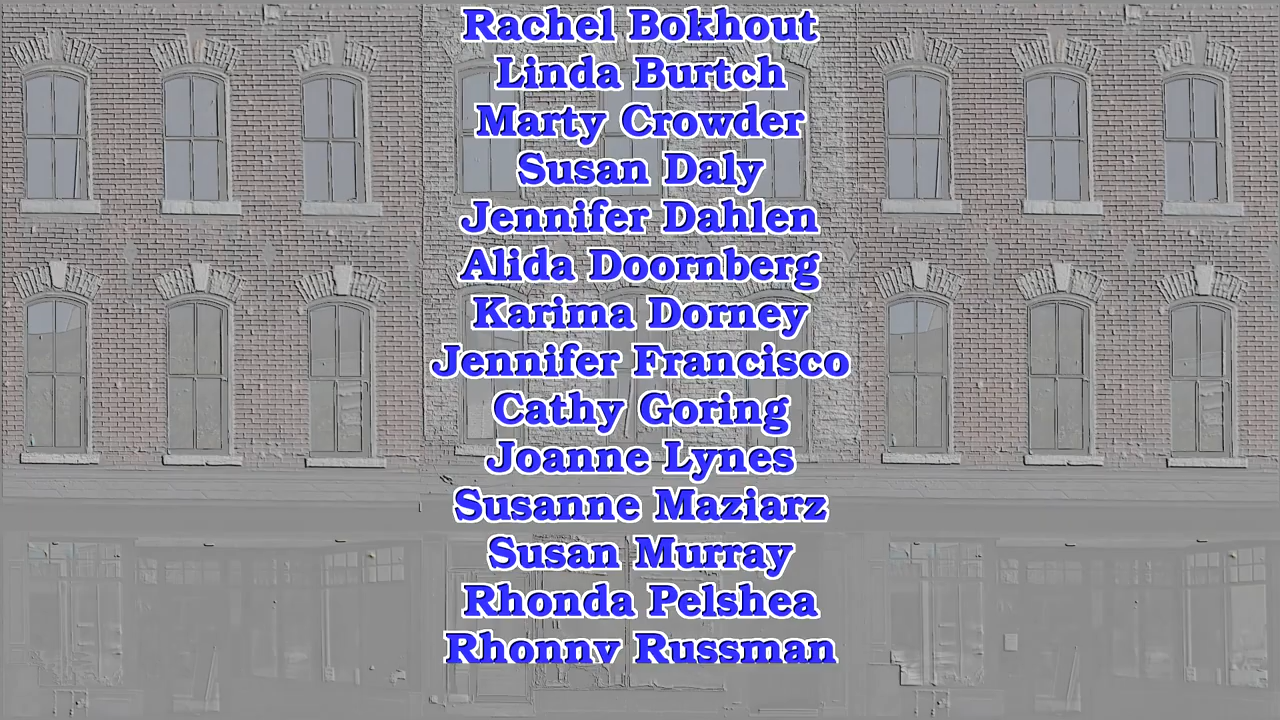 Rachel Bokhout
Linda Burtch
Marty Crowder
Susan Daly
Jennifer Dahlen
Alida Doornberg
Karima Dorney
Jennifer Francisco
Cathy Goring
Joanne Lynes
Susanne Maziarz
Susan Murray
Rhonda Pelshea
Rhonny Russman